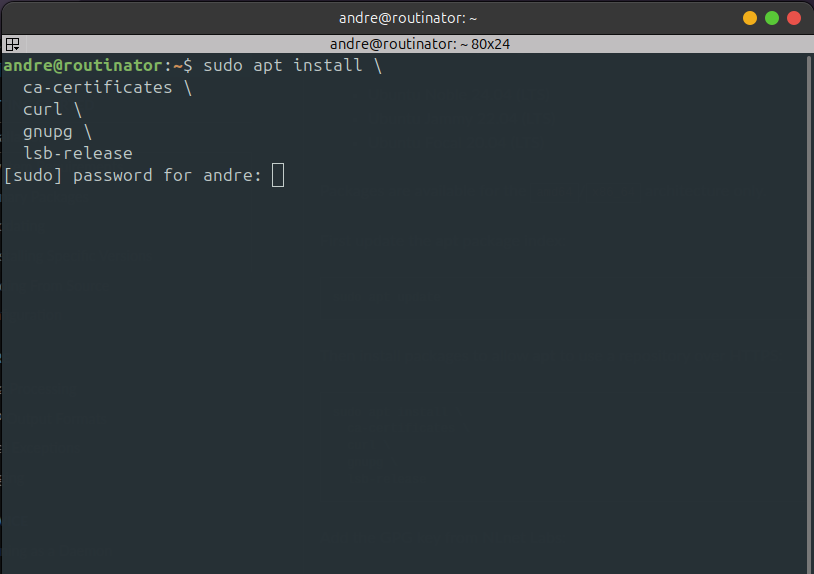 andre@routinator: ~
andre@routinator: ~ 80x24
andre@routinator:~$ sudo apt install \
  ca-certificates \
  curl \
  gnupg \
  lsb-release
[sudo] password for andre: